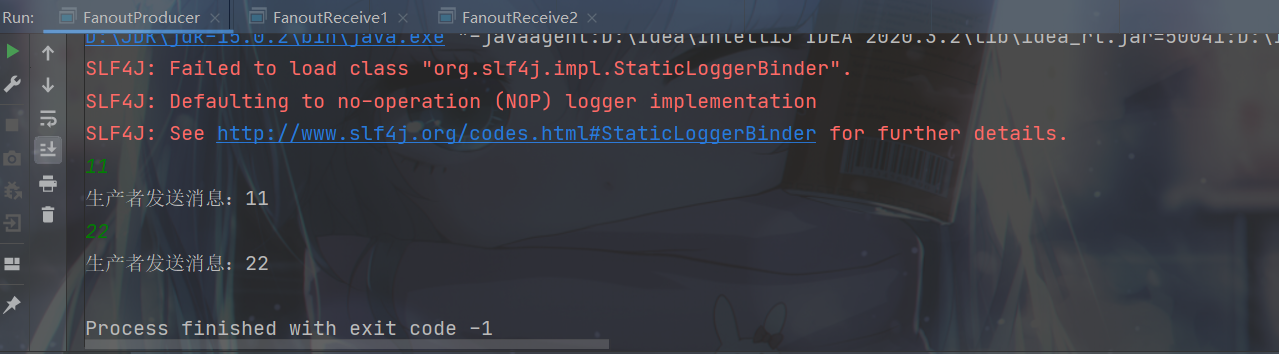 Run: FanoutProducer FanoutReceive1 FanoutReceive2
D:\JDK\jdk-15.0.2\bin\java.exe "-javaagent:D:\Idea\IntelliJ IDEA 2020.3.2\lib\idea_rt.jar=50041:D:\
SLF4J: Failed to load class "org.slf4j.impl.StaticLoggerBinder".
SLF4J: Defaulting to no-operation (NOP) logger implementation
SLF4J: See http://www.slf4j.org/codes.html#StaticLoggerBinder for further details.
11
生产者发送消息：11
22
生产者发送消息：22
Process finished with exit code -1